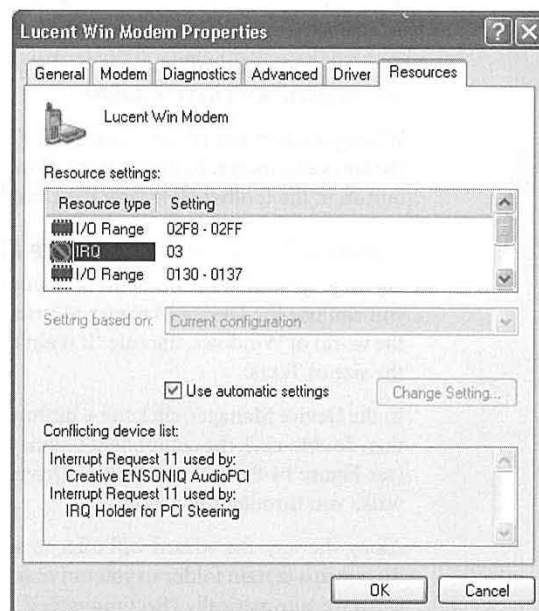 Lucent Win Modem Properties
General Modem Diagnostics Advanced Driver Resources
Lucent Win Modem
Resource settings:
Resource type Setting
I/O Range 02F8 - 02FF
IRQ 03
I/O Range 0130 - 0137
Setting based on: Current configuration
Use automatic settings Change Setting...
Conflicting device list:
Interrupt Request 11 used by:
Creative ENSONIQ AudioPCI
Interrupt Request 11 used by:
IRQ Holder for PCI Steering
OK Cancel